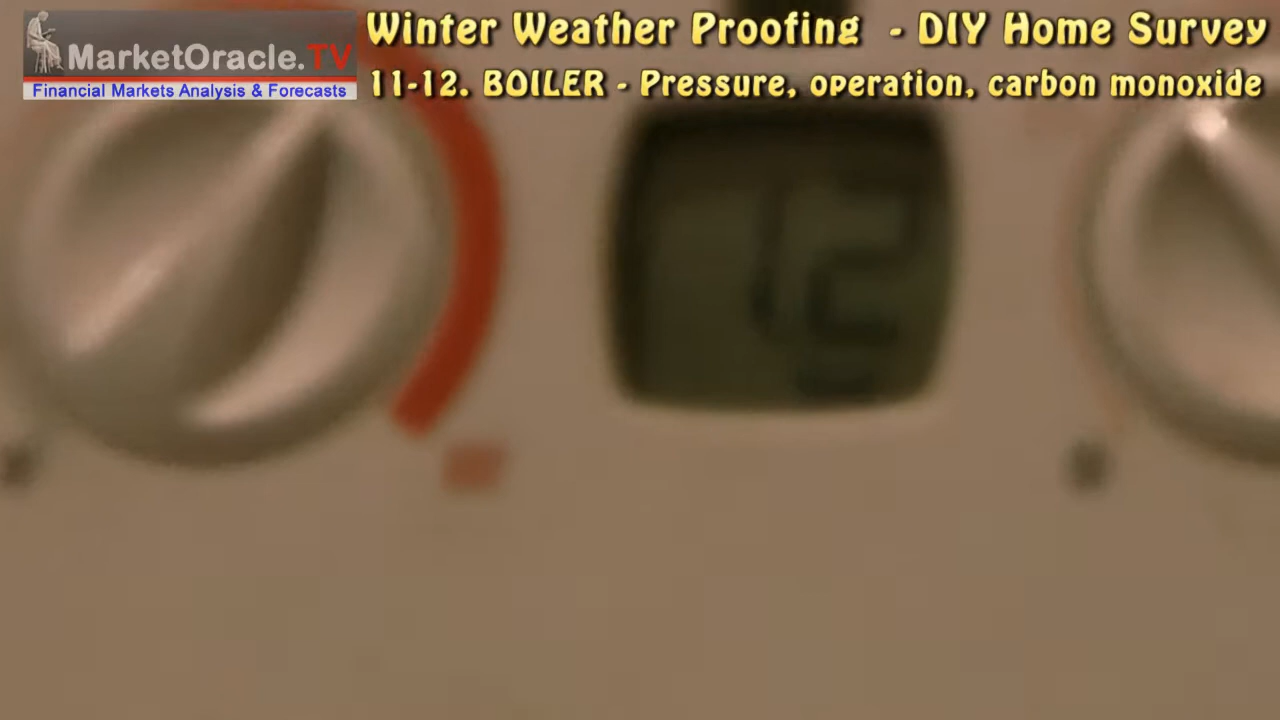 MarketOracle.TV
Financial Markets Analysis & Forecasts
Winter Weather Proofing - DIY Home Survey
11-12. BOILER - Pressure, operation, carbon monoxide